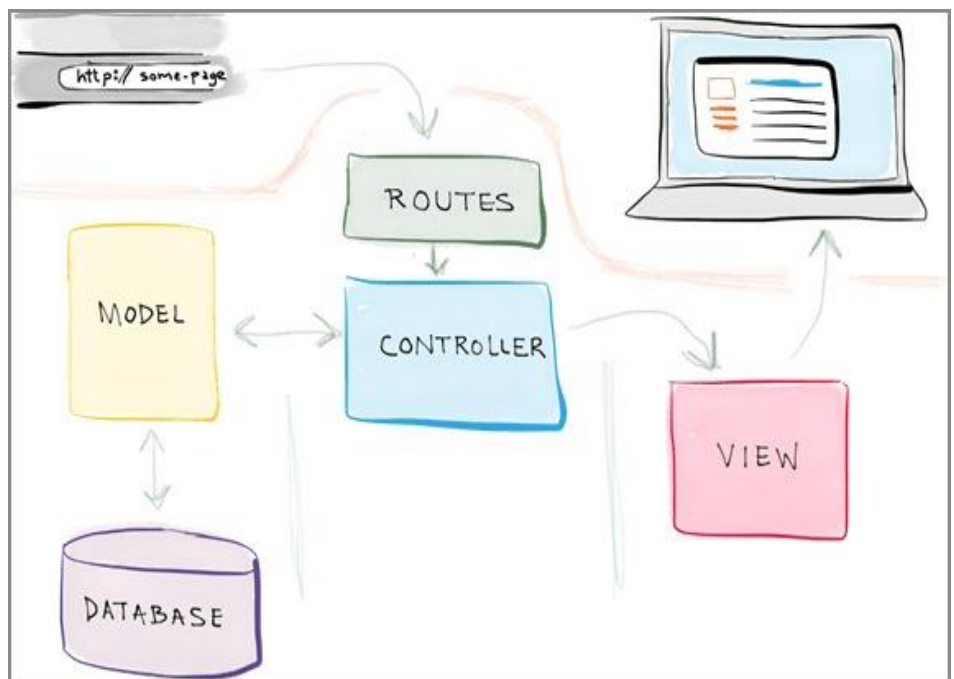 http:// some-page
ROUTES
MODEL
CONTROLLER
VIEW
DATABASE